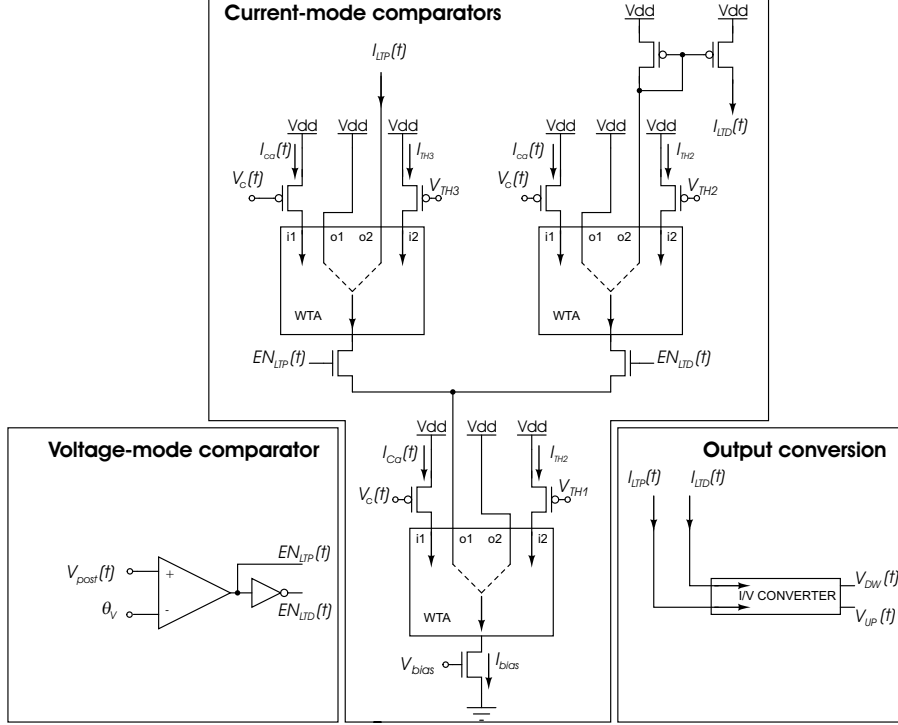 Current-mode comparators
Vdd Vdd
I_LTP(t)
I_LTD(t)
Vdd Vdd Vdd Vdd Vdd Vdd
I_ca(t) I_TH3 I_ca(t) I_TH2
V_c(t) V_TH3 V_c(t) V_TH2
i1 o1 o2 i2 i1 o1 o2 i2
WTA WTA
EN_LTP(t) EN_LTD(t)
Vdd Vdd Vdd
I_Ca(t) I_TH2
V_c(t) V_TH1
i1 o1 o2 i2
WTA
V_bias I_bias
Voltage-mode comparator
EN_LTP(t)
V_post(t) +
θ_V -
EN_LTD(t)
Output conversion
I_LTP(t) I_LTD(t)
V_DW(t)
I/V CONVERTER
V_UP(t)